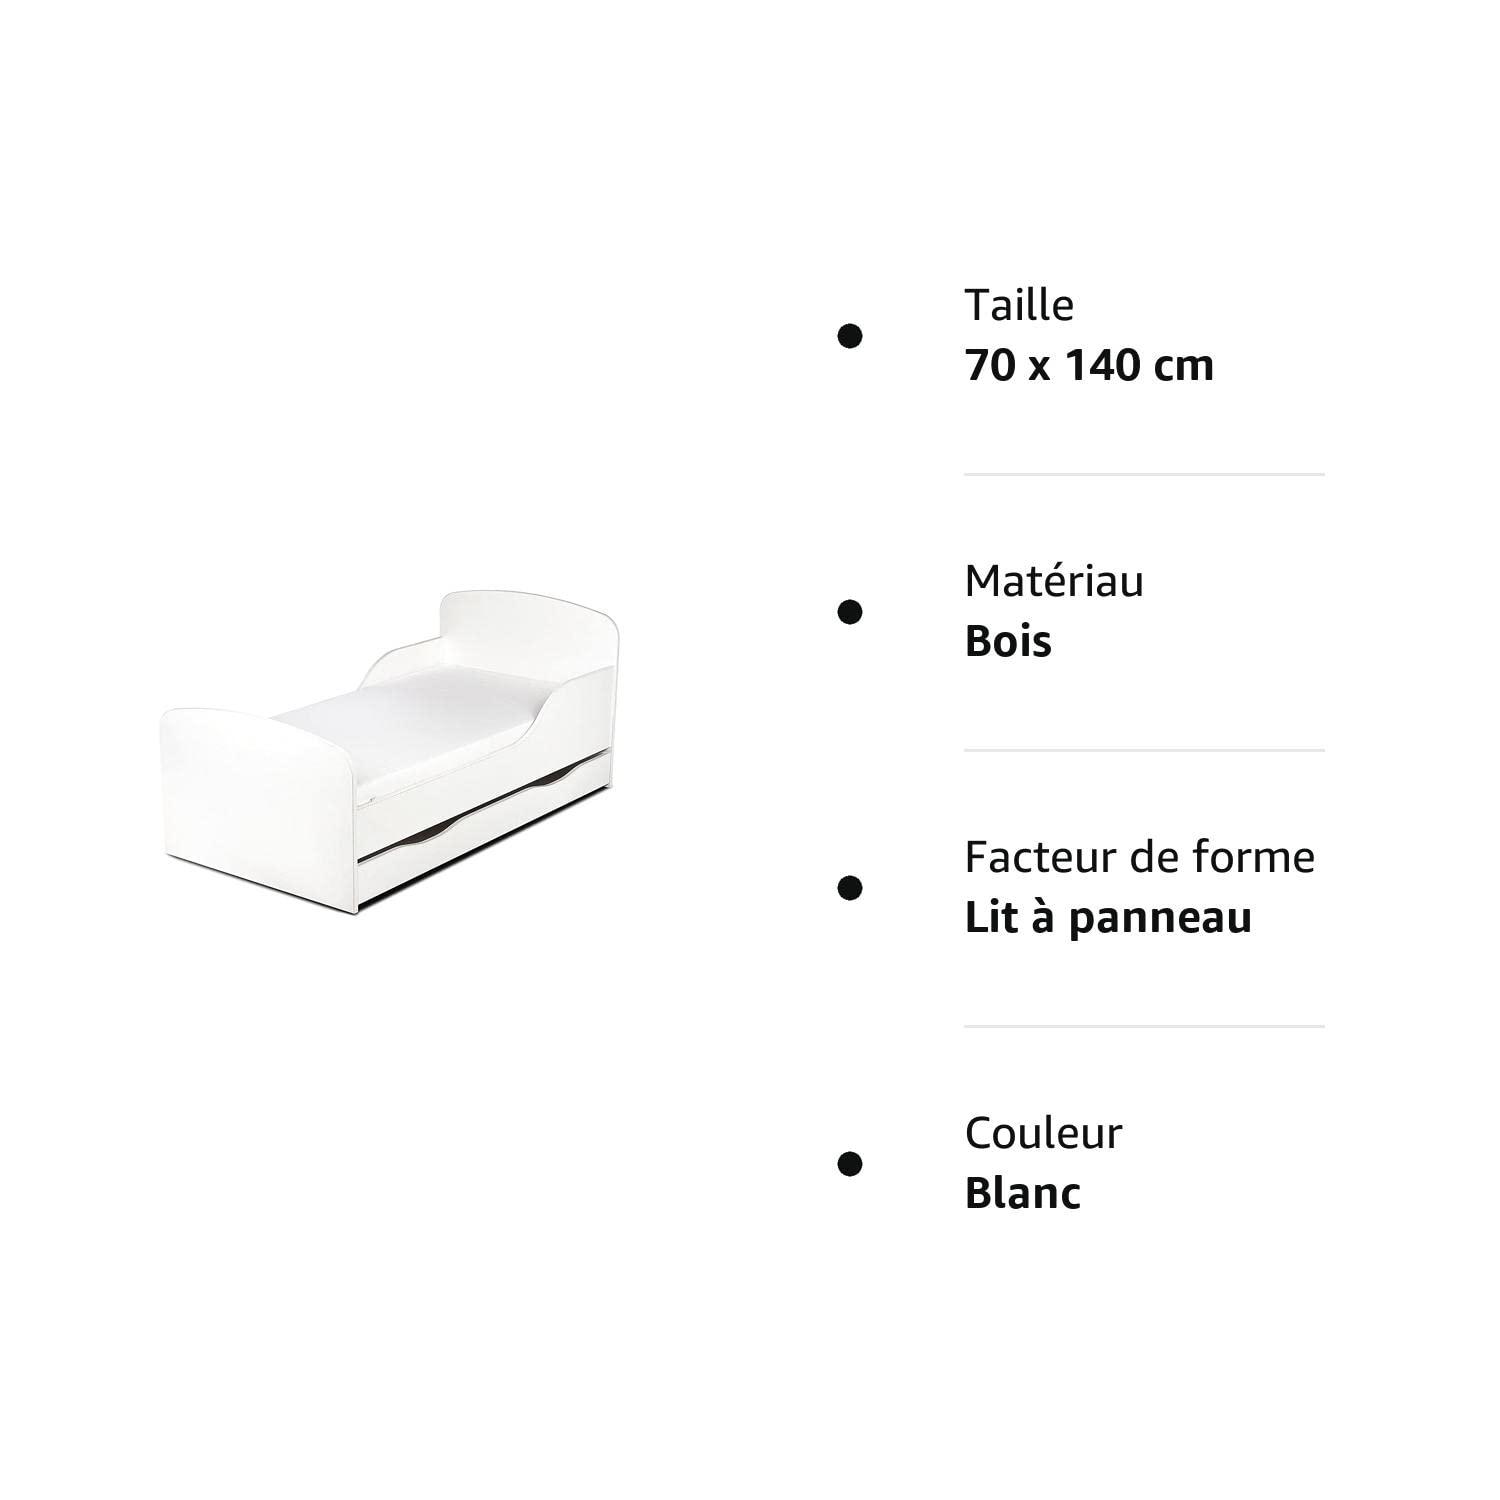 Taille
70 x 140 cm
Matériau
Bois
Facteur de forme
Lit à panneau
Couleur
Blanc